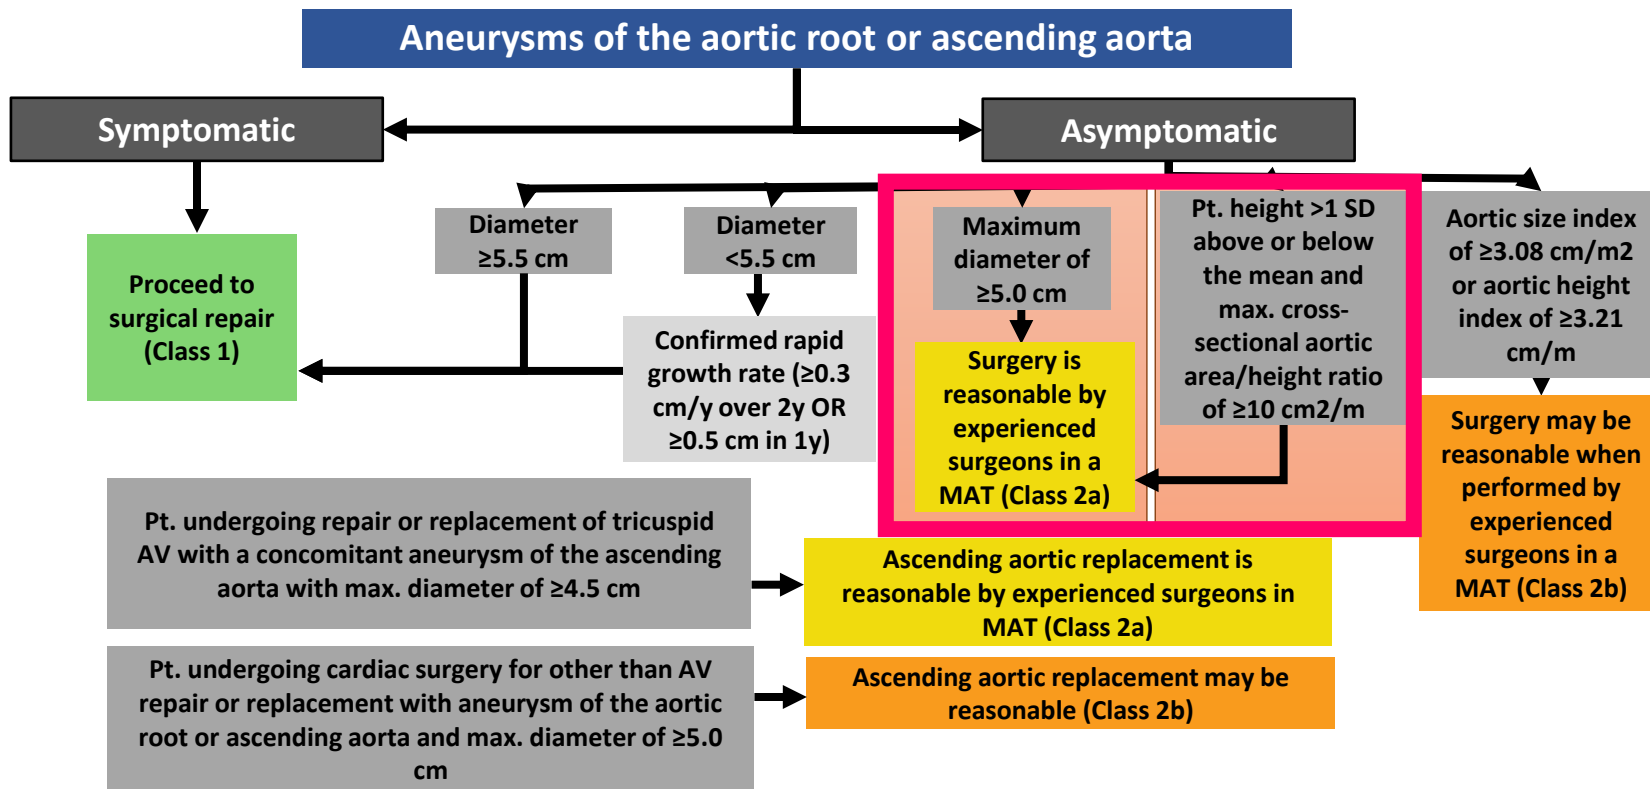 Aneurysms of the aortic root or ascending aorta
Symptomatic
Asymptomatic
Proceed to
surgical repair
(Class 1)
Diameter
≥5.5 cm
Diameter
<5.5 cm
Confirmed rapid
growth rate (≥0.3
cm/y over 2y OR
≥0.5 cm in 1y)
Maximum
diameter of
≥5.0 cm
Surgery is
reasonable by
experienced
surgeons in a
MAT (Class 2a)
Pt. height >1 SD
above or below
the mean and
max. cross-
sectional aortic
area/height ratio
of ≥10 cm2/m
Aortic size index
of ≥3.08 cm/m2
or aortic height
index of ≥3.21
cm/m
Surgery may be
reasonable when
performed by
experienced
surgeons in a
MAT (Class 2b)
Pt. undergoing repair or replacement of tricuspid
AV with a concomitant aneurysm of the ascending
aorta with max. diameter of ≥4.5 cm
Ascending aortic replacement is
reasonable by experienced surgeons in
MAT (Class 2a)
Pt. undergoing cardiac surgery for other than AV
repair or replacement with aneurysm of the aortic
root or ascending aorta and max. diameter of ≥5.0
cm
Ascending aortic replacement may be
reasonable (Class 2b)